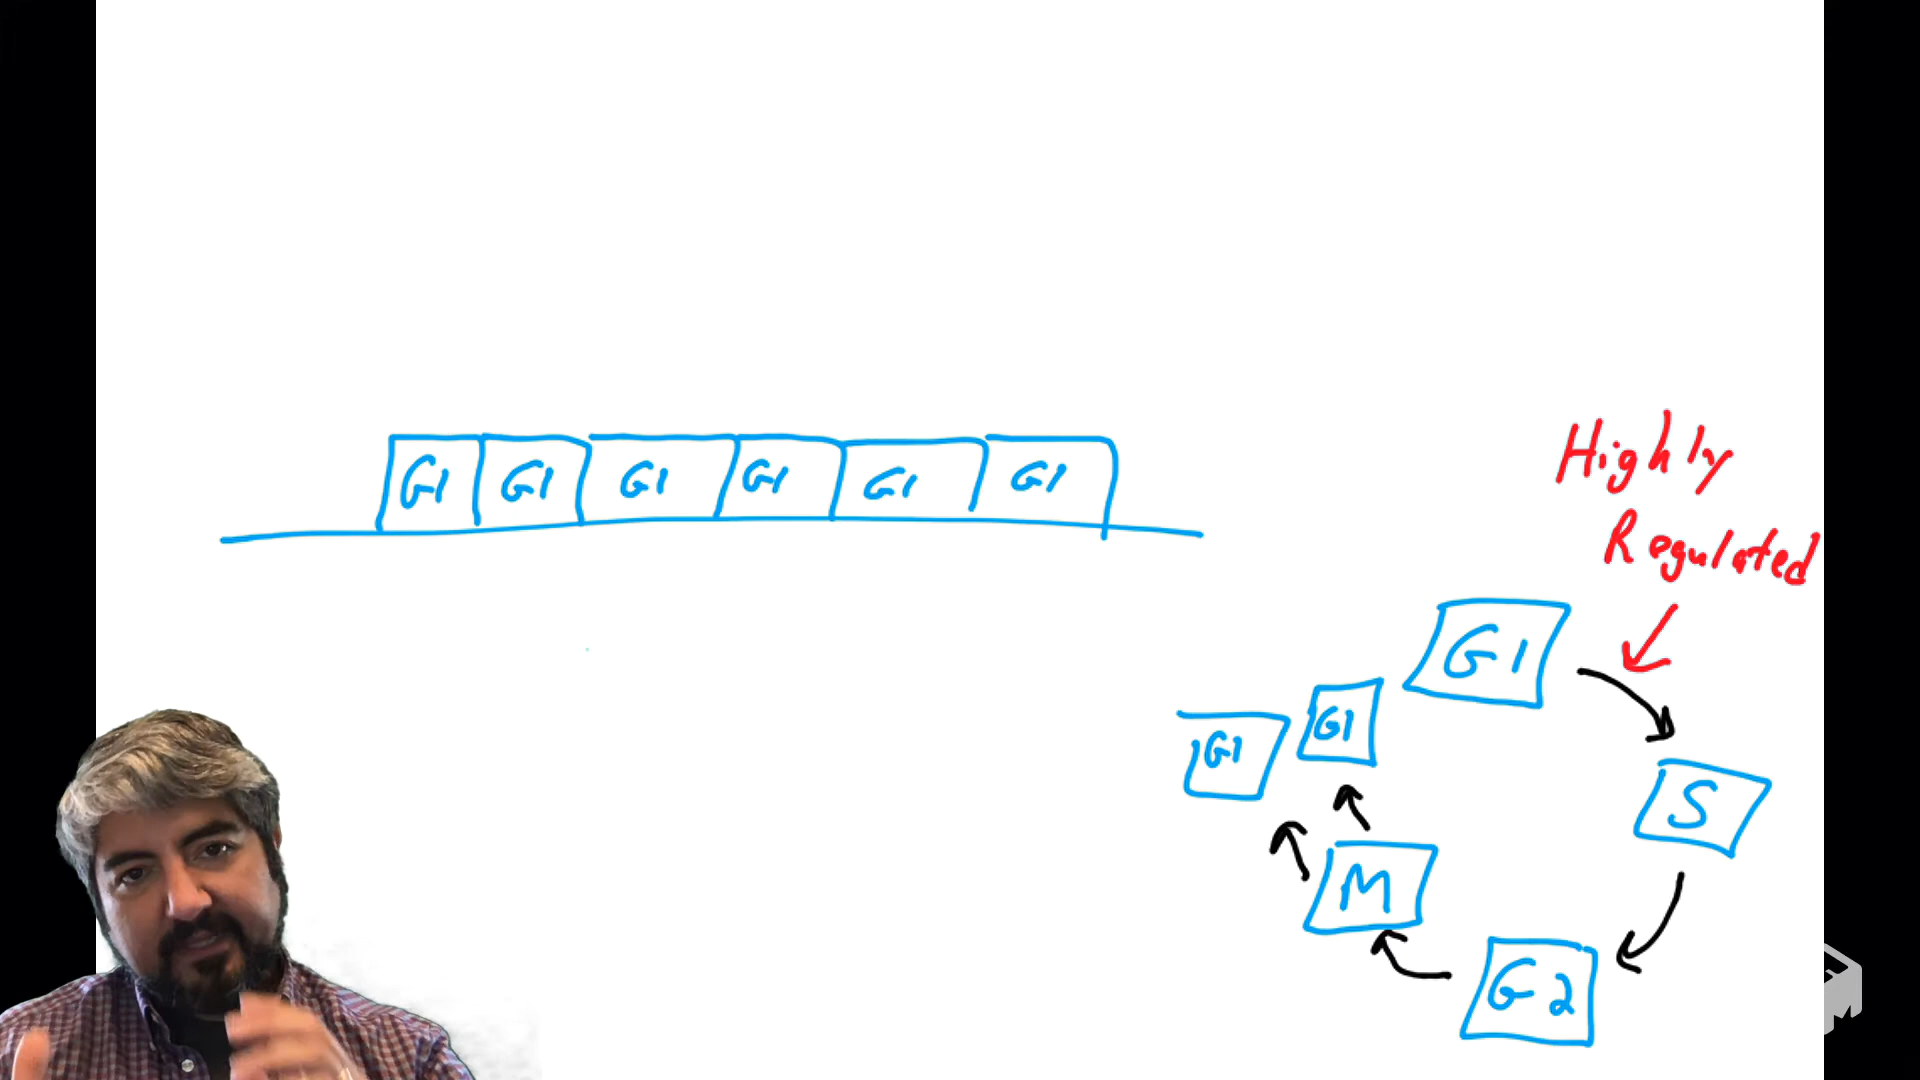 G1 G1 G1 G1 G1 G1
Highly
Regulated
G1
G1 G1
S
M
G2